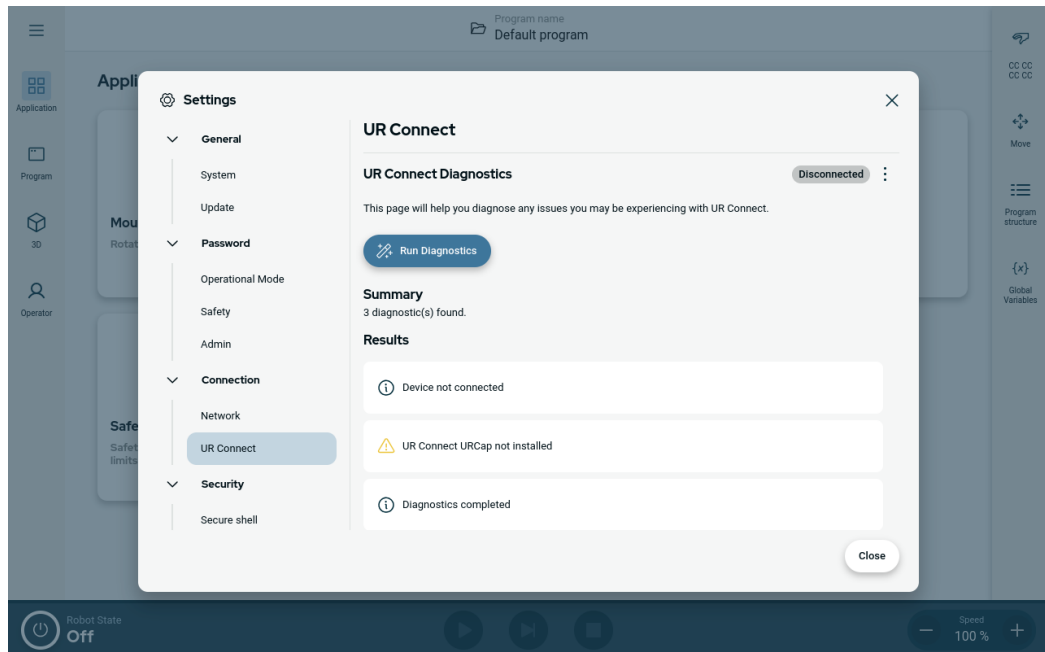 Program name
Default program
Application
Program
3D
Operator
Appli
Mou
Rotat
Safe
Safet
limits
Settings
General
System
Update
Password
Operational Mode
Safety
Admin
Connection
Network
UR Connect
Security
Secure shell
UR Connect
UR Connect Diagnostics
Disconnected
This page will help you diagnose any issues you may be experiencing with UR Connect.
Run Diagnostics
Summary
3 diagnostic(s) found.
Results
Device not connected
UR Connect URCap not installed
Diagnostics completed
Close
CC CC
CC CC
Move
Program
structure
{x}
Global
Variables
Robot State
Off
Speed
100 %